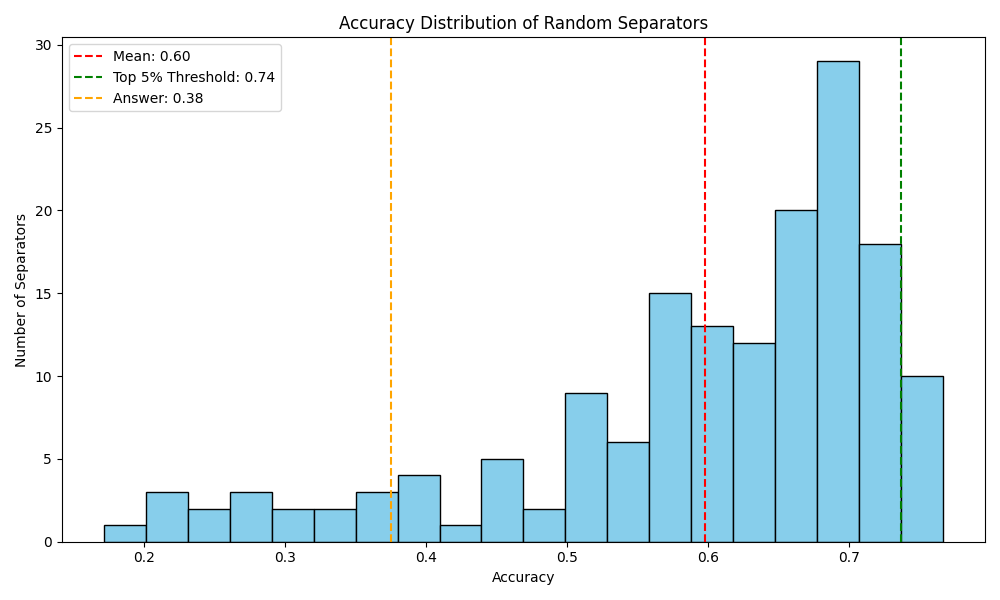 Accuracy Distribution of Random Separators
Mean: 0.60
Top 5% Threshold: 0.74
Answer: 0.38
Number of Separators
30
25
20
15
10
5
0
0.2 0.3 0.4 0.5 0.6 0.7
Accuracy